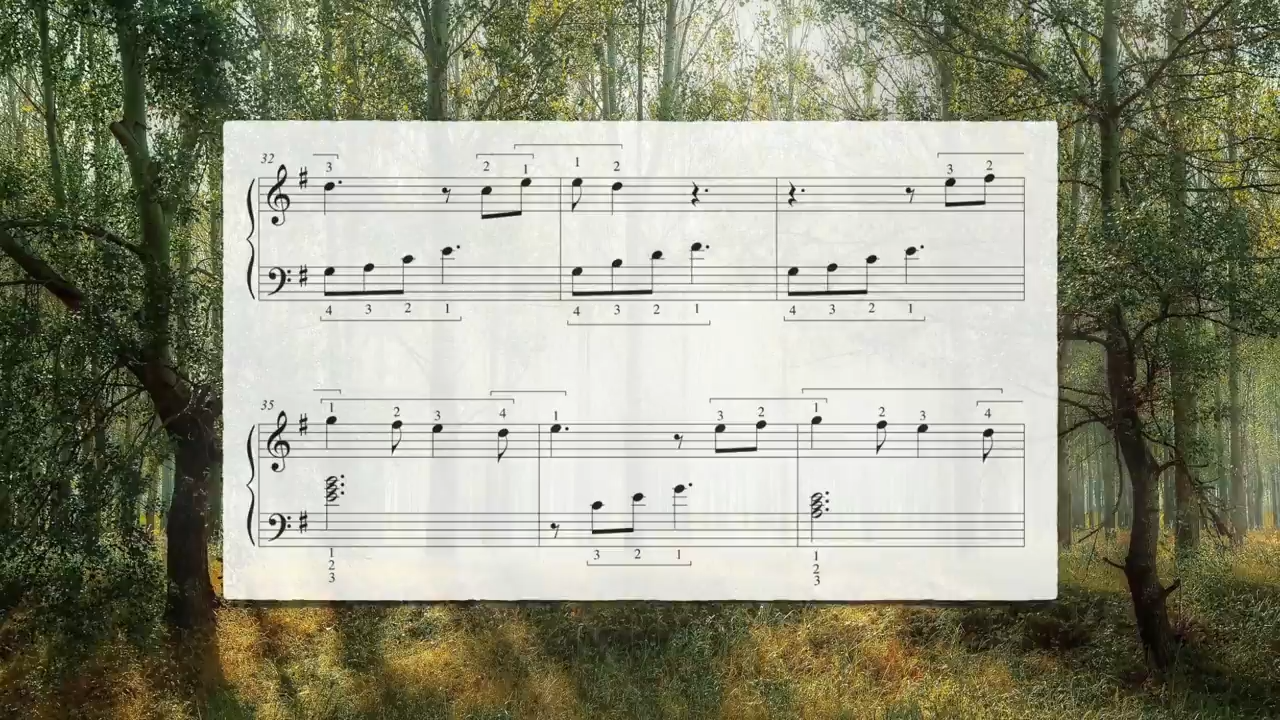 32
3 2 1 1 2 3 2
4 3 2 1 4 3 2 1 4 3 2 1
35
1 2 3 4 1 3 2 1 2 3 4
1 3 2 1 1
2 2
3 3